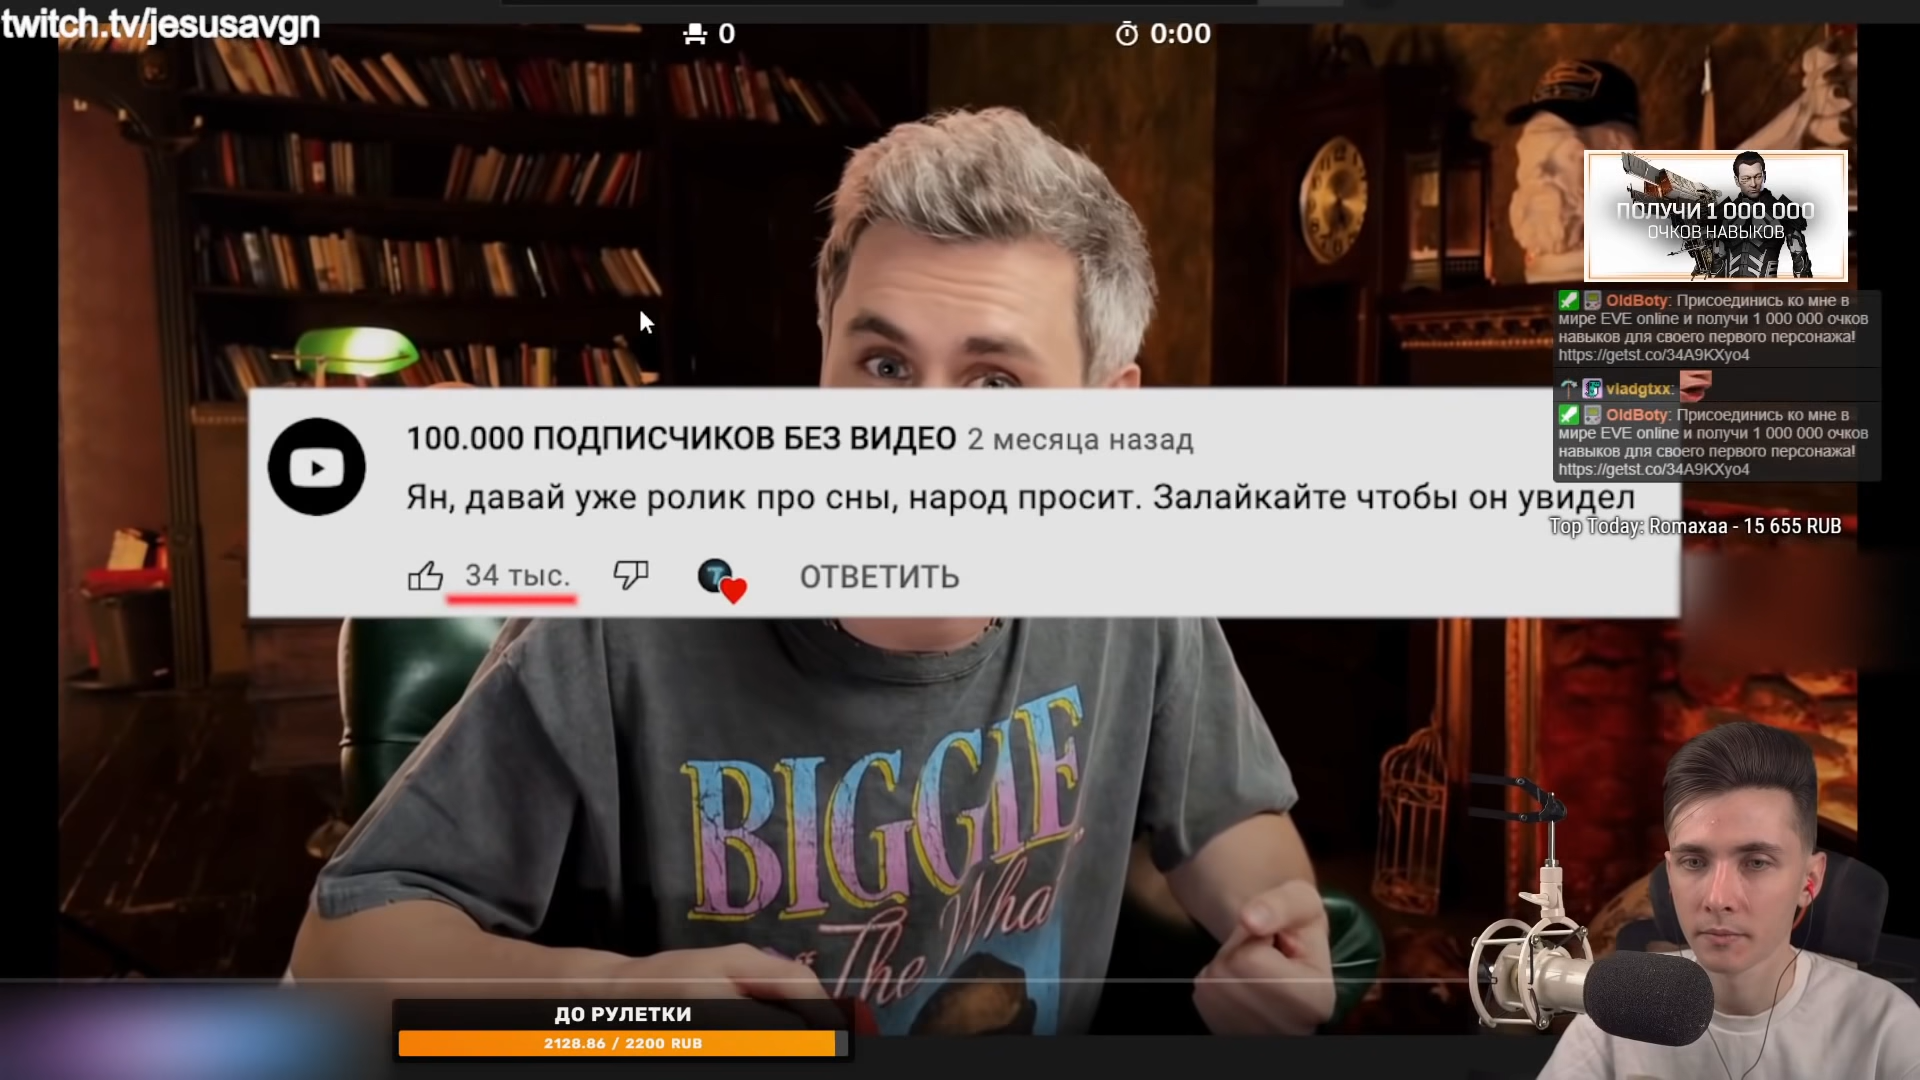 twitch.tv/jesusavgn
0
0:00
ПОЛУЧИ 1 000 000
ОЧКОВ НАВЫКОВ
OldBoty: Присоединись ко мне в
мире EVE online и получи 1 000 000 очков
навыков для своего первого персонажа!
https://getst.co/34A9KXyo4
vladgtxx:
OldBoty: Присоединись ко мне в
мире EVE online и получи 1 000 000 очков
навыков для своего первого персонажа!
https://getst.co/34A9KXyo4
100.000 ПОДПИСЧИКОВ БЕЗ ВИДЕО 2 месяца назад
Ян, давай уже ролик про сны, народ просит. Залайкайте чтобы он увидел
Top Today: Romaxaa - 15 655 RUB
34 тыс.
ОТВЕТИТЬ
BIGGIE
The What
ДО РУЛЕТКИ
2128.86 / 2200 RUB